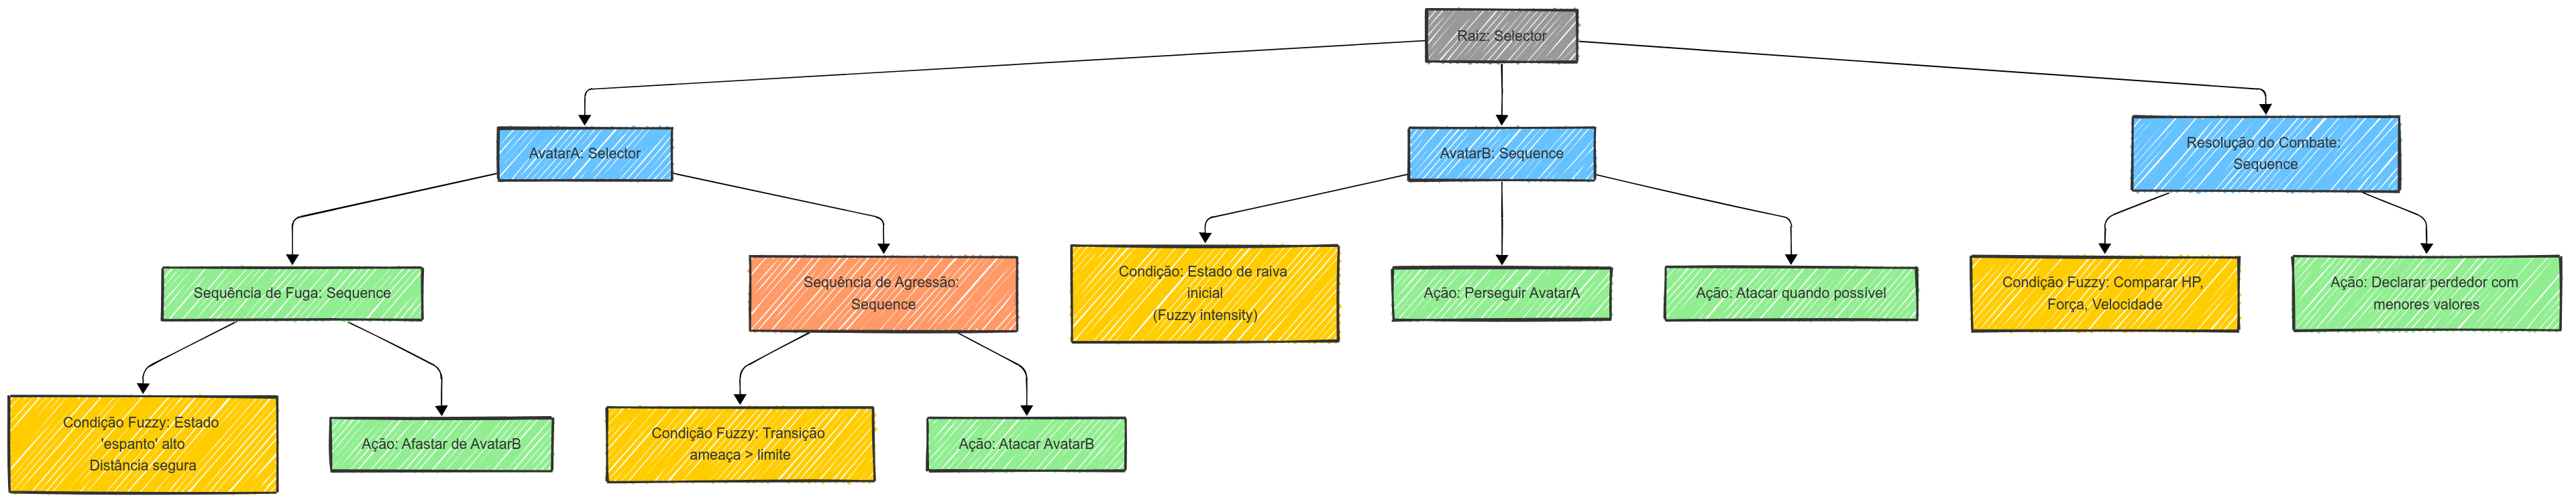 Raiz: Selector
AvatarA: Selector
AvatarB: Sequence
Resolução do Combate:
Sequence
Sequência de Fuga: Sequence
Sequência de Agressão:
Sequence
Condição: Estado de raiva
inicial
(Fuzzy intensity)
Ação: Perseguir AvatarA
Ação: Atacar quando possível
Condição Fuzzy: Comparar HP,
Força, Velocidade
Ação: Declarar perdedor com
menores valores
Condição Fuzzy: Estado
'espanto' alto
Distância segura
Ação: Afastar de AvatarB
Condição Fuzzy: Transição
ameaça > limite
Ação: Atacar AvatarB